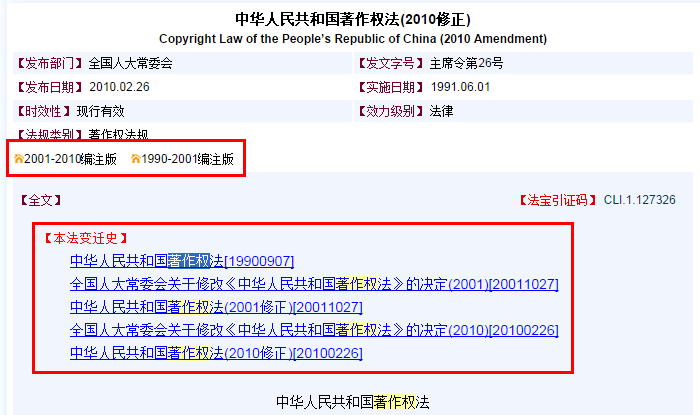 中华人民共和国著作权法(2010修正)
Copyright Law of the People's Republic of China (2010 Amendment)
【发布部门】 全国人大常委会 【发文字号】 主席令第26号
【发布日期】 2010.02.26 【实施日期】 1991.06.01
【时效性】 现行有效 【效力级别】 法律
【法规类别】 著作权法规
2001-2010编注版 1990-2001编注版
【全文】 【法宝引证码】 CLI.1.127326
【本法变迁史】
中华人民共和国著作权法[19900907]
全国人大常委会关于修改《中华人民共和国著作权法》的决定(2001)[20011027]
中华人民共和国著作权法(2001修正)[20011027]
全国人大常委会关于修改《中华人民共和国著作权法》的决定(2010)[20100226]
中华人民共和国著作权法(2010修正)[20100226]
中华人民共和国著作权法